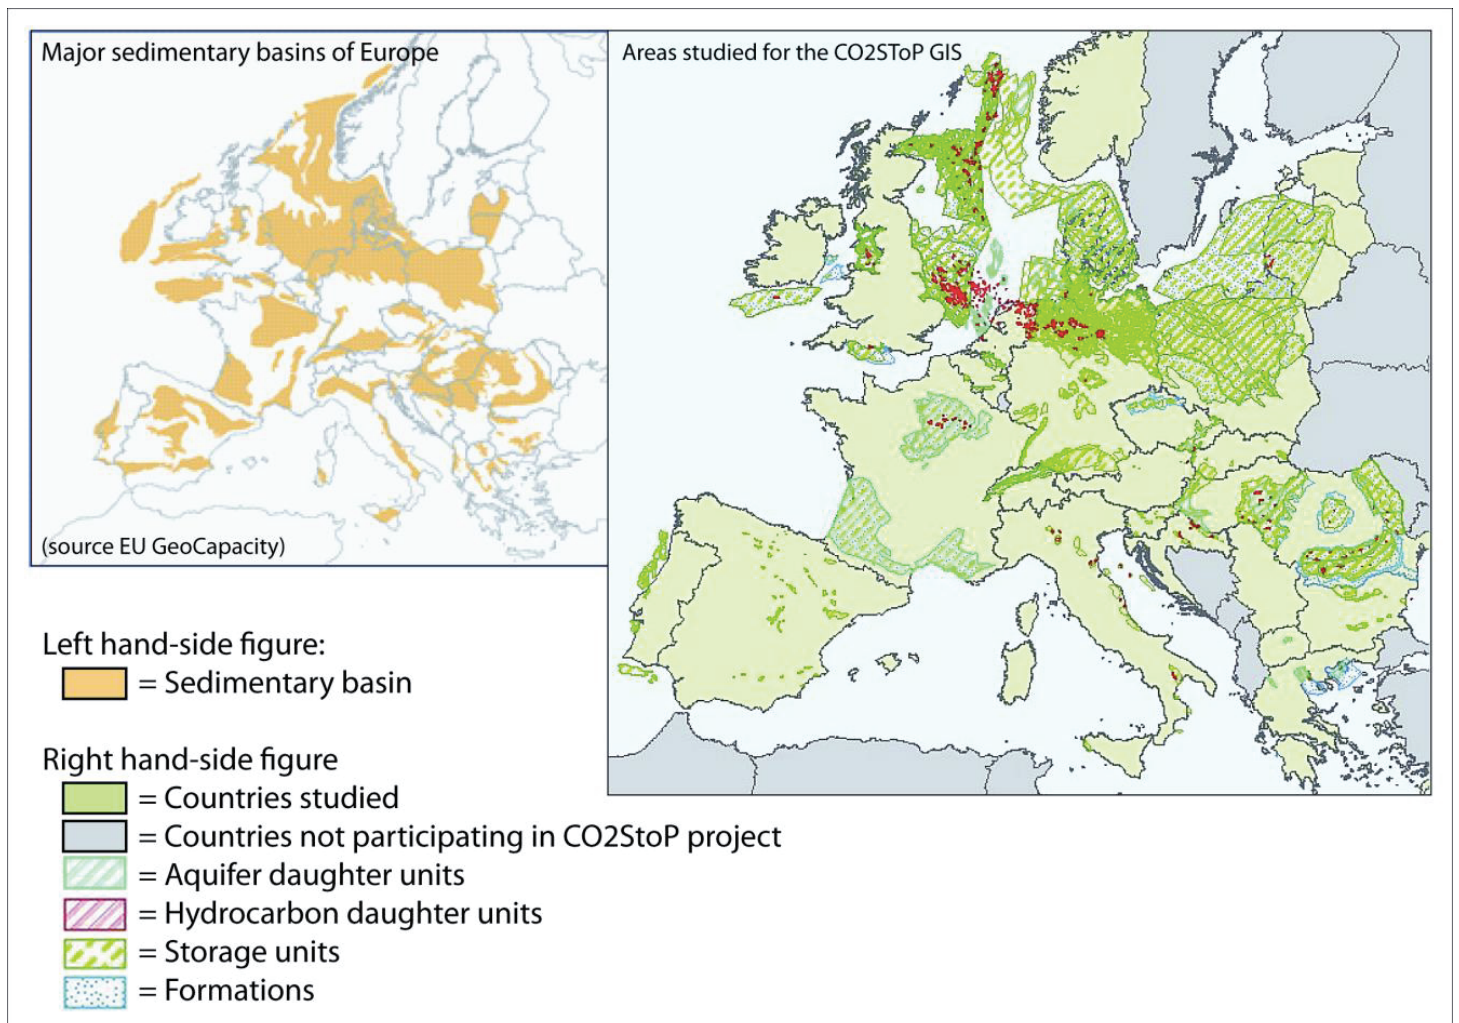 Major sedimentary basins of Europe
(source EU GeoCapacity)
Areas studied for the CO2SToP GIS
Left hand-side figure:
= Sedimentary basin
Right hand-side figure
= Countries studied
= Countries not participating in CO2StoP project
= Aquifer daughter units
= Hydrocarbon daughter units
= Storage units
= Formations